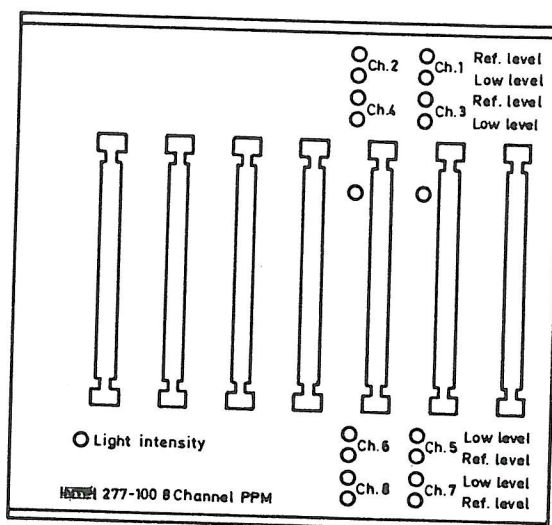 Ch.2 Ch.1 Ref. level
Low level
Ch.4 Ch.3 Ref. level
Low level
Light intensity
Ch.6 Ch.5 Low level
Ref. level
Ch.8 Ch.7 Low level
Ref. level
277-100 8 Channel PPM